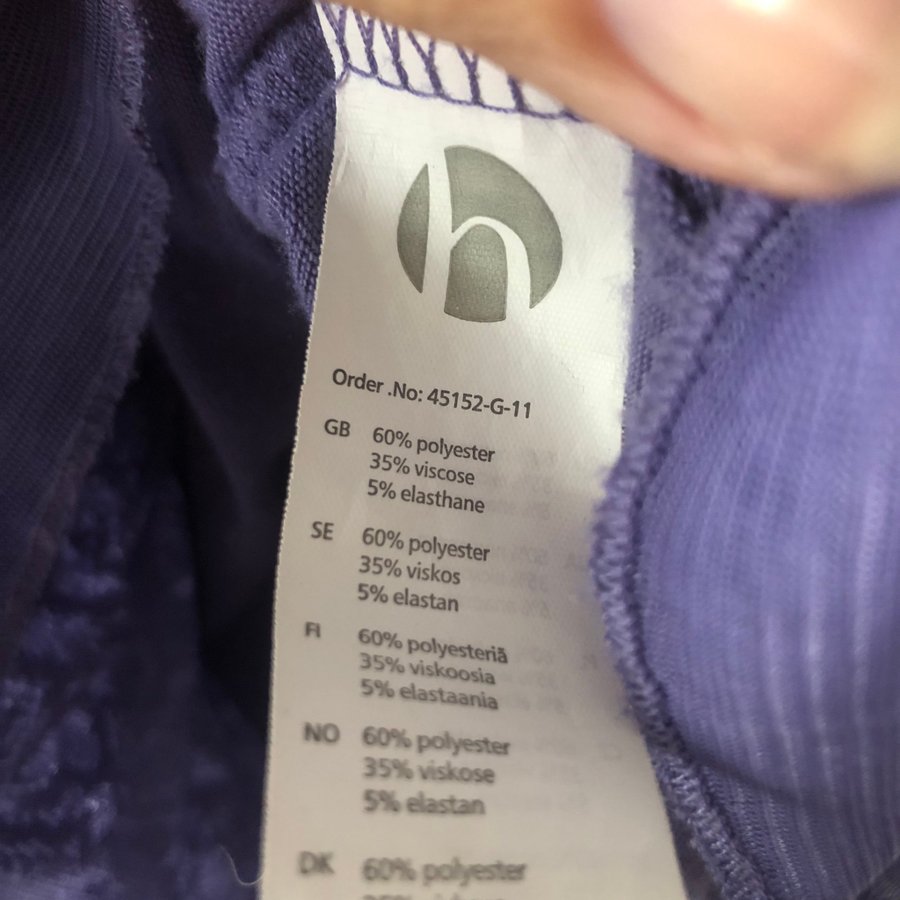 h
Order .No: 45152-G-11
GB 60% polyester
35% viscose
5% elasthane
SE 60% polyester
35% viskos
5% elastan
FI 60% polyesteriä
35% viskoosia
5% elastaania
NO 60% polyester
35% viskose
5% elastan
DK 60% polyester